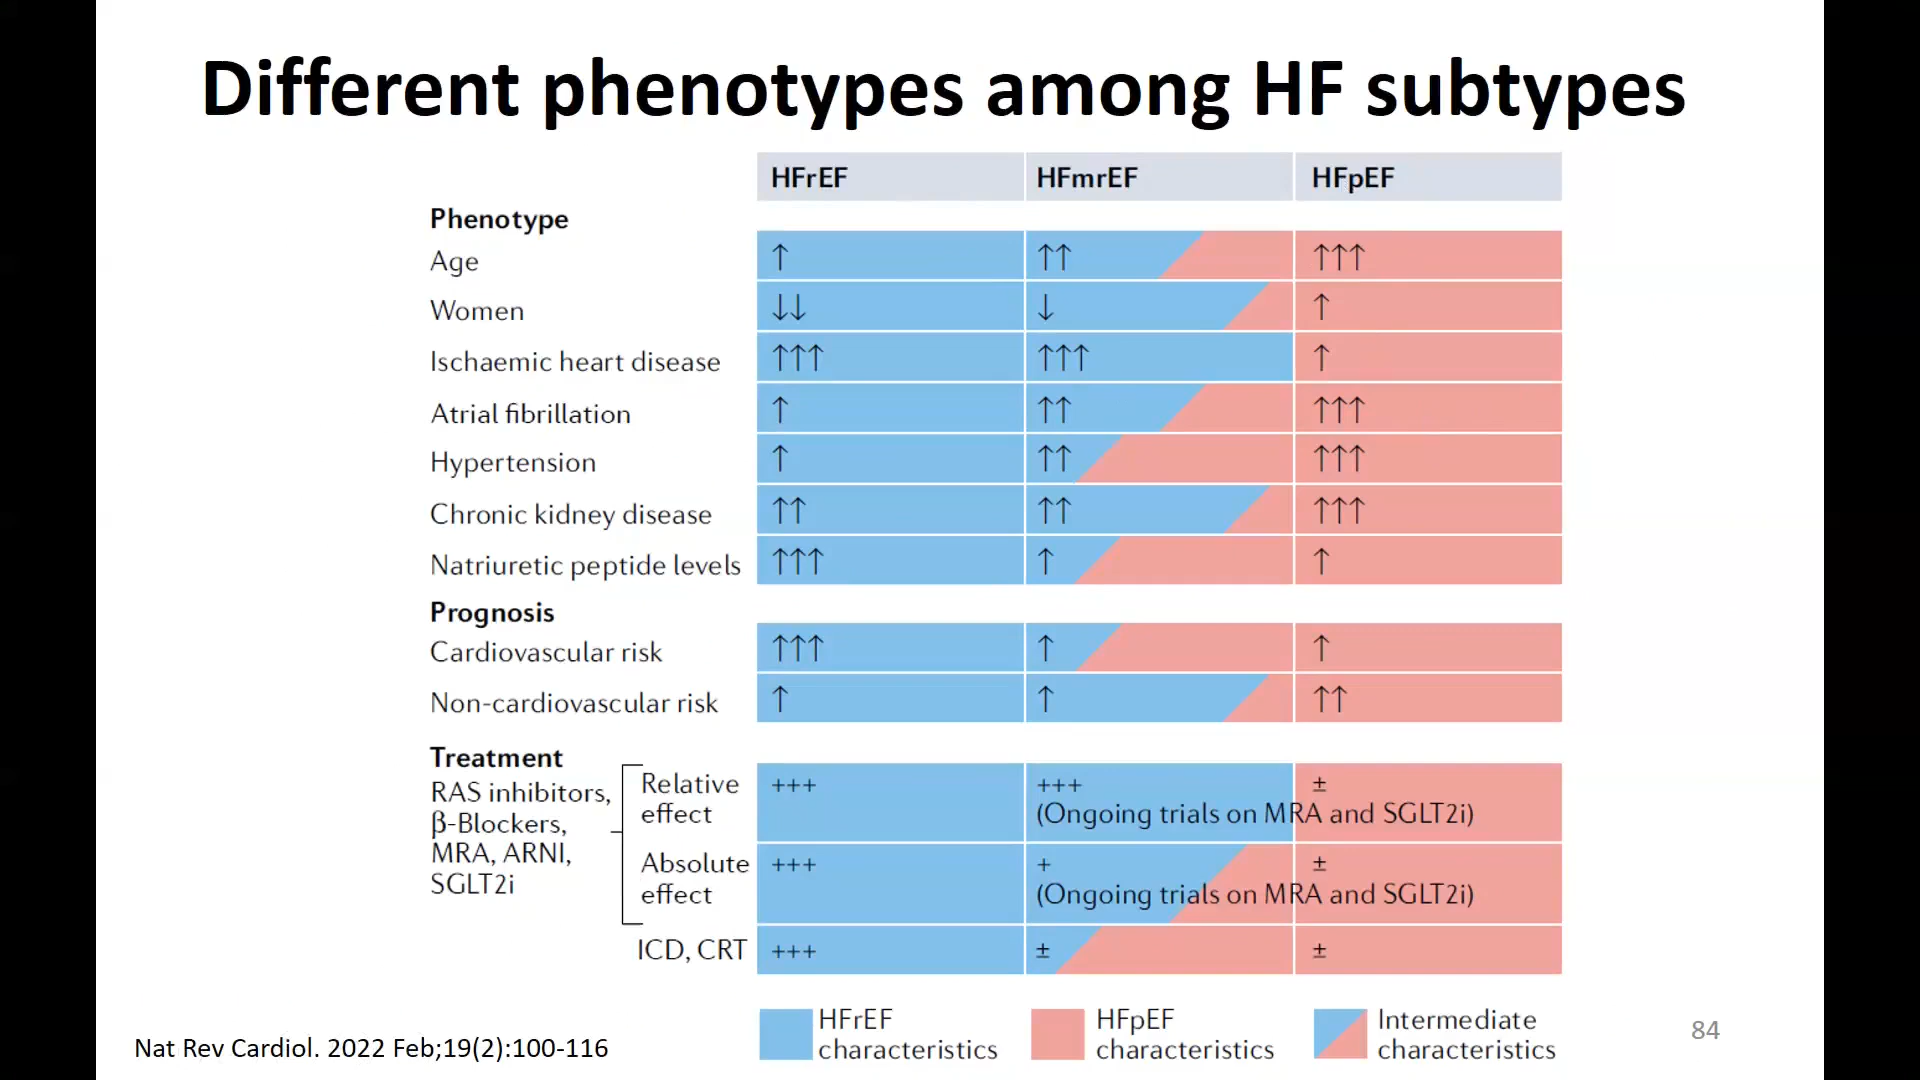 Different phenotypes among HF subtypes
HFrEF HFmrEF HFpEF
Phenotype
Age ↑ ↑↑ ↑↑↑
Women ↓↓ ↓ ↑
Ischaemic heart disease ↑↑↑ ↑↑↑ ↑
Atrial fibrillation ↑ ↑↑ ↑↑↑
Hypertension ↑ ↑↑ ↑↑↑
Chronic kidney disease ↑↑ ↑↑ ↑↑↑
Natriuretic peptide levels ↑↑↑ ↑ ↑
Prognosis
Cardiovascular risk ↑↑↑ ↑ ↑
Non-cardiovascular risk ↑ ↑ ↑↑
Treatment
RAS inhibitors,
β-Blockers,
MRA, ARNI,
SGLT2i
Relative
effect
+++ +++ ±
(Ongoing trials on MRA and SGLT2i)
Absolute
effect
+++ + ±
(Ongoing trials on MRA and SGLT2i)
ICD, CRT +++ ± ±
HFrEF
characteristics
HFpEF
characteristics
Intermediate
characteristics
Nat Rev Cardiol. 2022 Feb;19(2):100-116
84